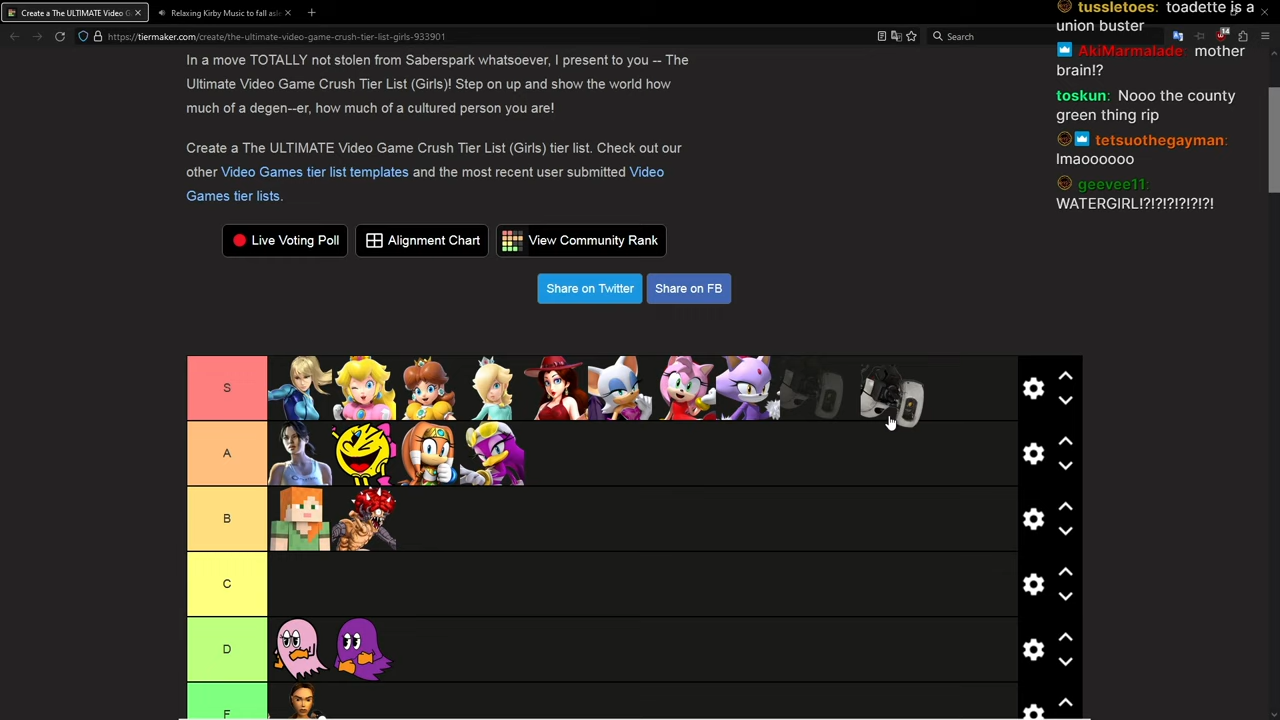 Create a The ULTIMATE Video G
Relaxing Kirby Music to fall asl
https://tiermaker.com/create/the-ultimate-video-game-crush-tier-list-girls-933901
Search
14
In a move TOTALLY not stolen from Saberspark whatsoever, I present to you -- The
Ultimate Video Game Crush Tier List (Girls)! Step on up and show the world how
much of a degen--er, how much of a cultured person you are!
Create a The ULTIMATE Video Game Crush Tier List (Girls) tier list. Check out our
other Video Games tier list templates and the most recent user submitted Video
Games tier lists.
Live Voting Poll
Alignment Chart
View Community Rank
Share on Twitter
Share on FB
S
A
B
C
D
F
tussletoes: toadette is a
union buster
AkiMarmalade: mother
brain!?
toskun: Nooo the county
green thing rip
tetsuothegayman:
lmaooooo
geevee11:
WATERGIRL!?!?!?!?!?!?!